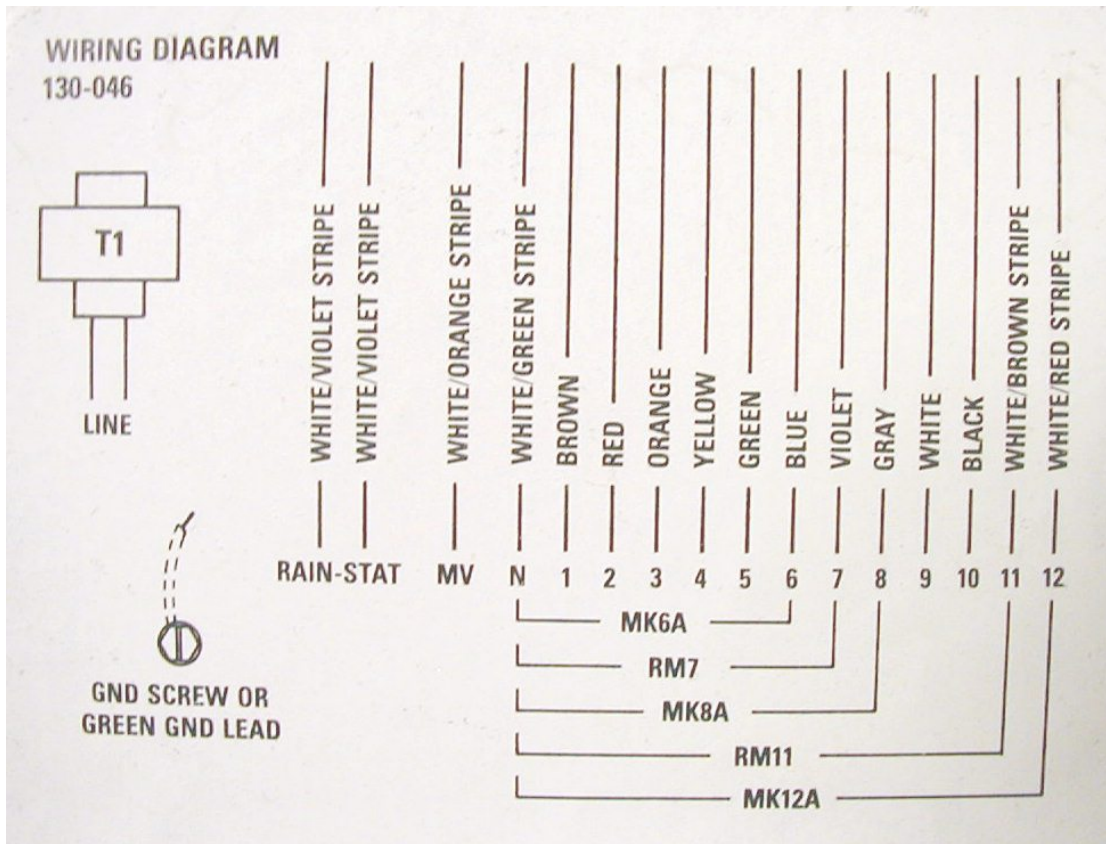 WIRING DIAGRAM
130-046
T1
LINE
GND SCREW OR
GREEN GND LEAD
WHITE/VIOLET STRIPE
WHITE/VIOLET STRIPE
WHITE/ORANGE STRIPE
WHITE/GREEN STRIPE
BROWN
RED
ORANGE
YELLOW
GREEN
BLUE
VIOLET
GRAY
WHITE
BLACK
WHITE/BROWN STRIPE
WHITE/RED STRIPE
RAIN-STAT MV N 1 2 3 4 5 6 7 8 9 10 11 12
MK6A
RM7
MK8A
RM11
MK12A